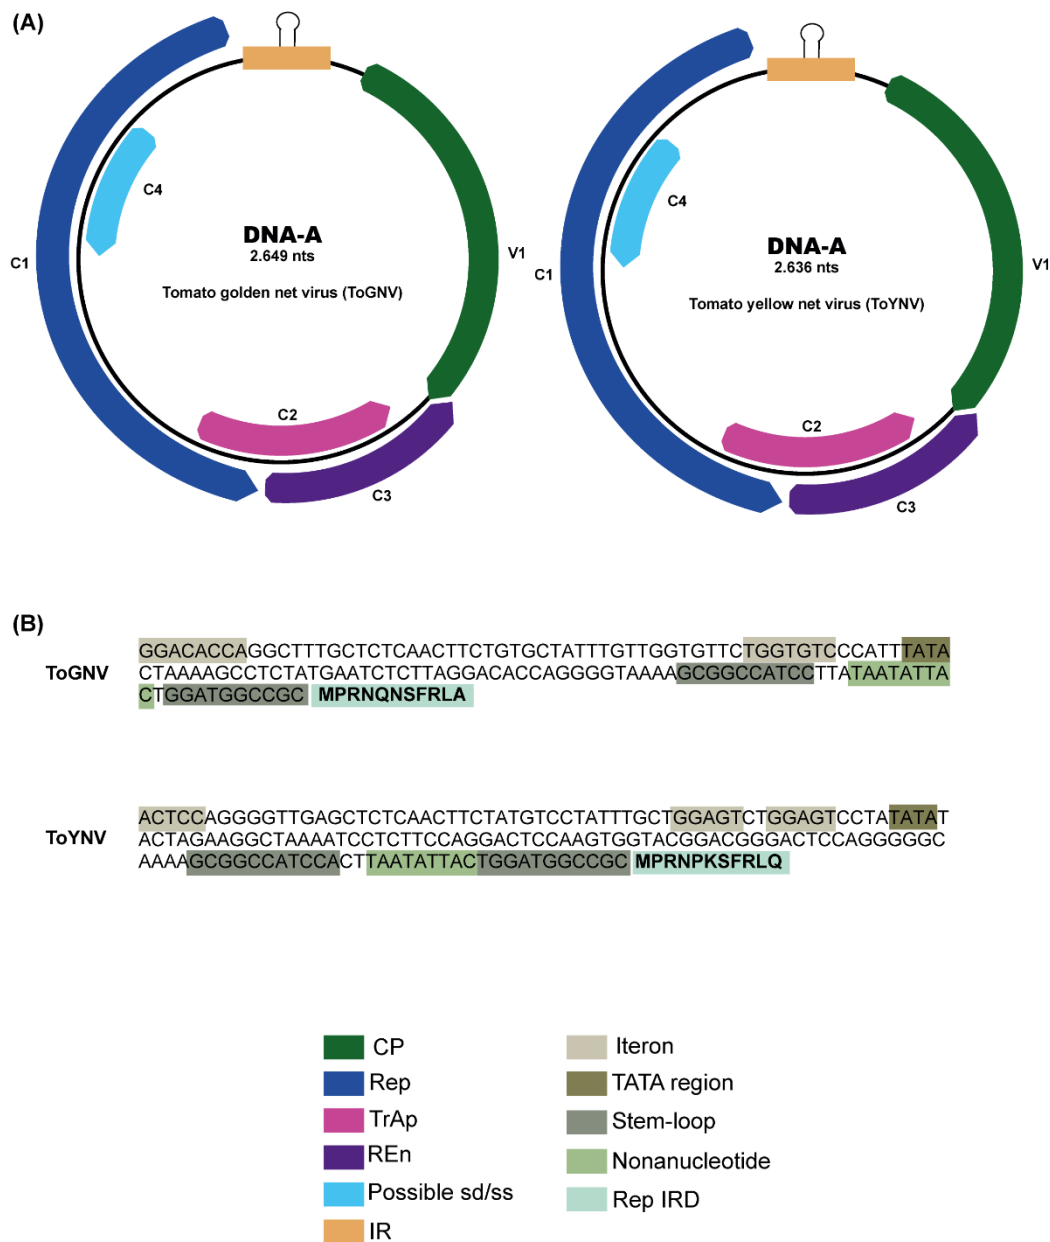 (A)
C1
C4
DNA-A
2.649 nts
Tomato golden net virus (ToGNV)
V1
C2
C3
C1
C4
DNA-A
2.636 nts
Tomato yellow net virus (ToYNV)
V1
C2
C3
(B)
ToGNV
GGACACCAGGCTTTGCTCTCAACTTCTGTGCTATTTGTTGGTGTTCTGGTGTCCCATTTATA
CTAAAAGCCTCTATGAATCTCTTAGGACACCAGGGGTAAAAGCGGCCATCCTTATAATATTA
CTGGATGGCCGC MPRNQNSFRLA
ToYNV
ACTCCAGGGGTTGAGCTCTCAACTTCTATGTCCTATTTGCTGGAGTCTGGAGTCCTATATAT
ACTAGAAGGCTAAAATCCTCTTCCAGGACTCCAAGTGGTACGGACGGGACTCCAGGGGGC
AAAAGCGGCCATCCACTTTAATATTACTGGATGGCCGC MPRNPKSFRLQ
CP
Rep
TrAp
REn
Possible sd/ss
IR
Iteron
TATA region
Stem-loop
Nonanucleotide
Rep IRD